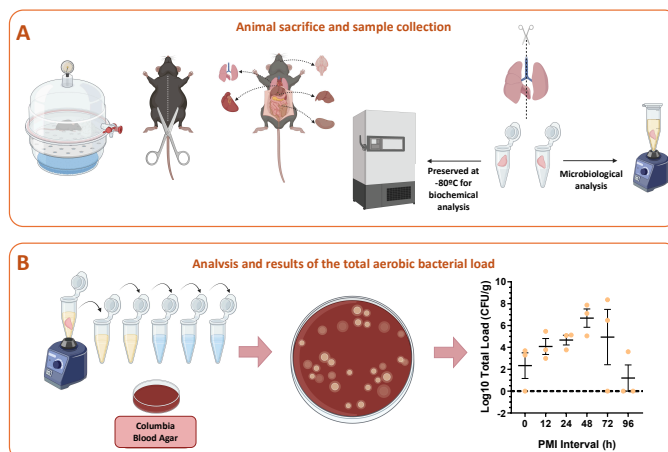 A
Animal sacrifice and sample collection
Preserved at
-80ºC for
biochemical
analysis
Microbiological
analysis
B
Analysis and results of the total aerobic bacterial load
Columbia
Blood Agar
Log10 Total Load (CFU/g)
10
8
6
4
2
0
-2
0 12 24 48 72 96
PMI Interval (h)